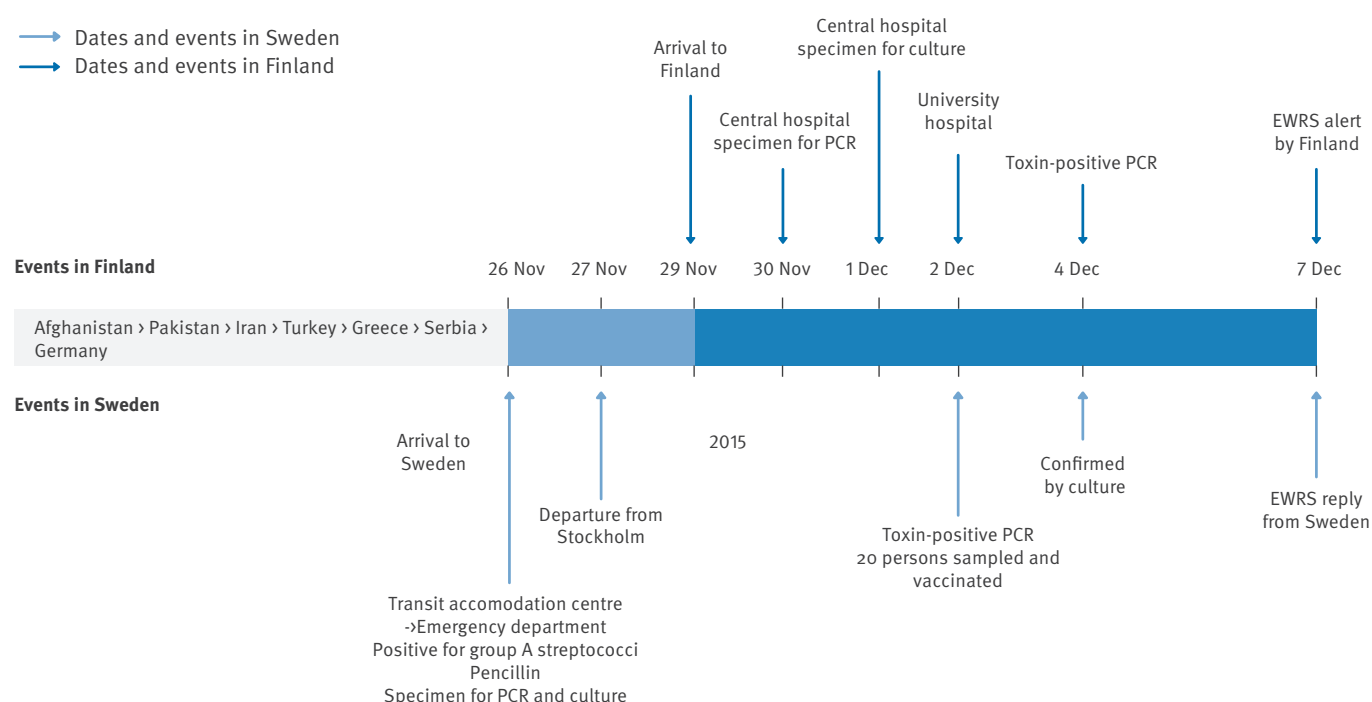 Dates and events in Sweden
Dates and events in Finland
Arrival to
Finland
Central hospital
specimen for PCR
Central hospital
specimen for culture
University
hospital
Toxin-positive PCR
EWRS alert
by Finland
Events in Finland
26 Nov
27 Nov
29 Nov
30 Nov
1 Dec
2 Dec
4 Dec
7 Dec
Afghanistan › Pakistan › Iran › Turkey › Greece › Serbia ›
Germany
Events in Sweden
Arrival to
Sweden
2015
Departure from
Stockholm
Transit accomodation centre
->Emergency department
Positive for group A streptococci
Pencillin
Specimen for PCR and culture
Toxin-positive PCR
20 persons sampled and
vaccinated
Confirmed
by culture
EWRS reply
from Sweden